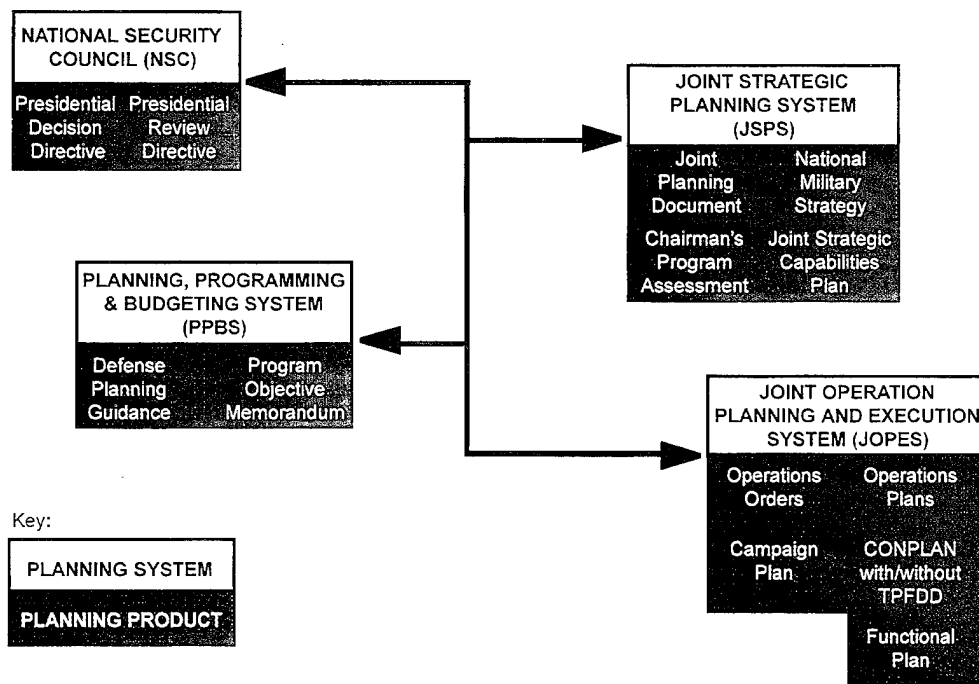 NATIONAL SECURITY
COUNCIL (NSC)
Presidential
Decision
Directive
Presidential
Review
Directive
JOINT STRATEGIC
PLANNING SYSTEM
(JSPS)
Joint
Planning
Document
National
Military
Strategy
Chairman's
Program
Assessment
Joint Strategic
Capabilities
Plan
PLANNING, PROGRAMMING
& BUDGETING SYSTEM
(PPBS)
Defense
Planning
Guidance
Program
Objective
Memorandum
JOINT OPERATION
PLANNING AND EXECUTION
SYSTEM (JOPES)
Operations
Orders
Operations
Plans
Campaign
Plan
CONPLAN
with/without
TPFDD
Functional
Plan
Key:
PLANNING SYSTEM
PLANNING PRODUCT